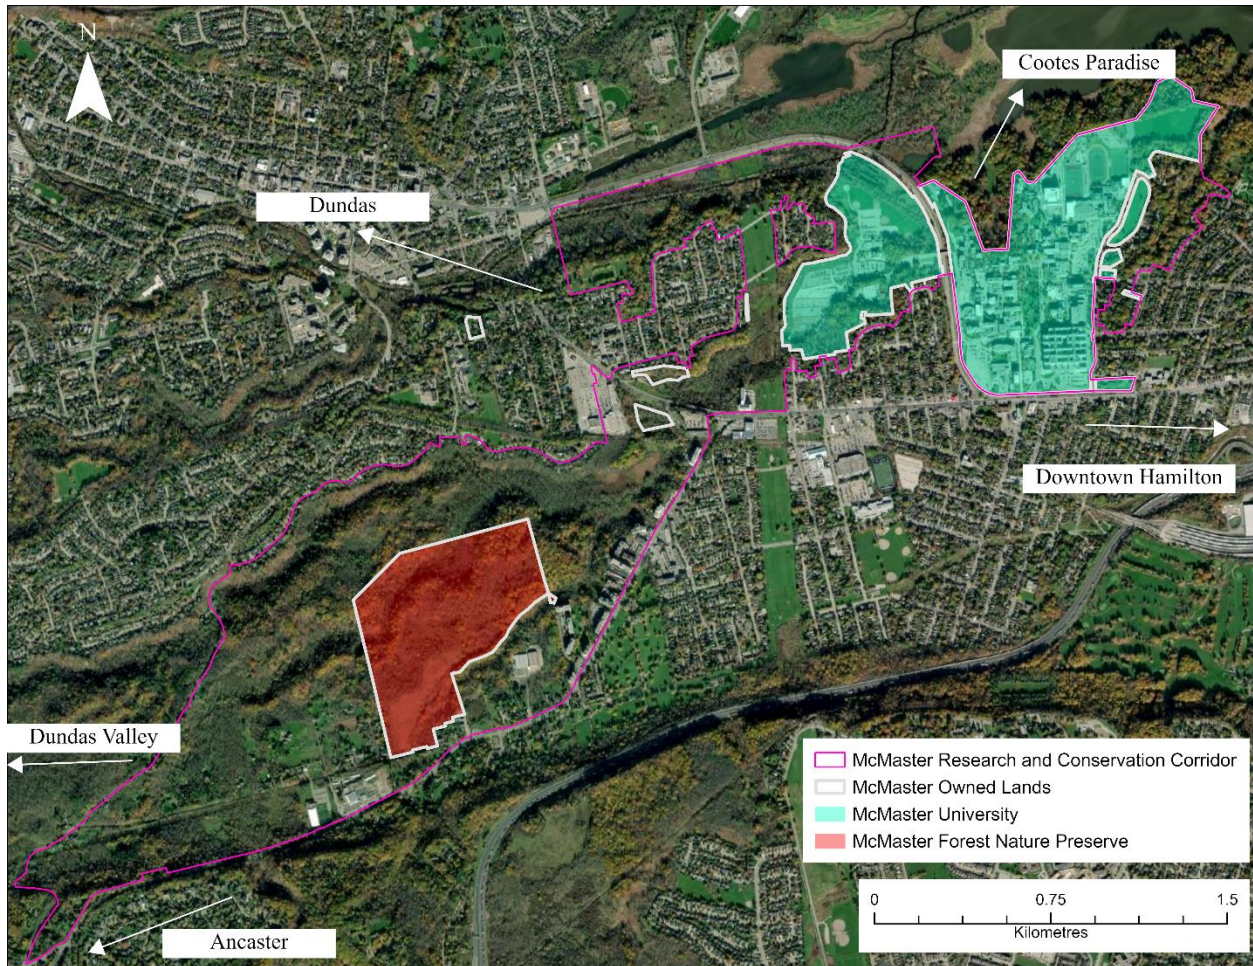 N
Cootes Paradise
Dundas
Downtown Hamilton
Dundas Valley
Ancaster
McMaster Research and Conservation Corridor
McMaster Owned Lands
McMaster University
McMaster Forest Nature Preserve
0 0.75 1.5
Kilometres